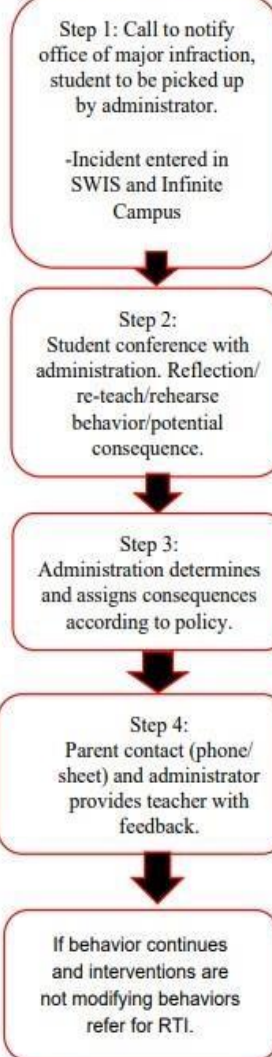 Step 1: Call to notify
office of major infraction,
student to be picked up
by administrator.
-Incident entered in
SWIS and Infinite
Campus
Step 2:
Student conference with
administration. Reflection/
re-teach/rehearse
behavior/potential
consequence.
Step 3:
Administration determines
and assigns consequences
according to policy.
Step 4:
Parent contact (phone/
sheet) and administrator
provides teacher with
feedback.
If behavior continues
and interventions are
not modifying behaviors
refer for RTI.